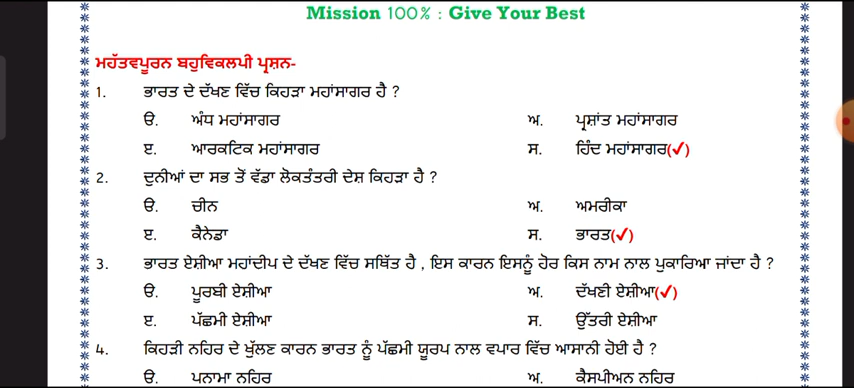 Mission 100% : Give Your Best
ਮਹੱਤਵਪੂਰਨ ਬਹੁਵਿਕਲਪੀ ਪ੍ਰਸ਼ਨ-
1. ਭਾਰਤ ਦੇ ਦੱਖਣ ਵਿੱਚ ਕਿਹੜਾ ਮਹਾਂਸਾਗਰ ਹੈ ?
ੳ. ਅੰਧ ਮਹਾਂਸਾਗਰ ਅ. ਪ੍ਰਸ਼ਾਂਤ ਮਹਾਂਸਾਗਰ
ੲ. ਆਰਕਟਿਕ ਮਹਾਂਸਾਗਰ ਸ. ਹਿੰਦ ਮਹਾਂਸਾਗਰ(✓)
2. ਦੁਨੀਆਂ ਦਾ ਸਭ ਤੋਂ ਵੱਡਾ ਲੋਕਤੰਤਰੀ ਦੇਸ਼ ਕਿਹੜਾ ਹੈ ?
ੳ. ਚੀਨ ਅ. ਅਮਰੀਕਾ
ੲ. ਕੈਨੇਡਾ ਸ. ਭਾਰਤ(✓)
3. ਭਾਰਤ ਏਸ਼ੀਆ ਮਹਾਂਦੀਪ ਦੇ ਦੱਖਣ ਵਿੱਚ ਸਥਿੱਤ ਹੈ , ਇਸ ਕਾਰਨ ਇਸਨੂੰ ਹੋਰ ਕਿਸ ਨਾਮ ਨਾਲ ਪੁਕਾਰਿਆ ਜਾਂਦਾ ਹੈ ?
ੳ. ਪੂਰਬੀ ਏਸ਼ੀਆ ਅ. ਦੱਖਣੀ ਏਸ਼ੀਆ(✓)
ੲ. ਪੱਛਮੀ ਏਸ਼ੀਆ ਸ. ਉੱਤਰੀ ਏਸ਼ੀਆ
4. ਕਿਹੜੀ ਨਹਿਰ ਦੇ ਖੁੱਲਣ ਕਾਰਨ ਭਾਰਤ ਨੂੰ ਪੱਛਮੀ ਯੂਰਪ ਨਾਲ ਵਪਾਰ ਵਿੱਚ ਆਸਾਨੀ ਹੋਈ ਹੈ ?
ੳ. ਪਨਾਮਾ ਨਹਿਰ ਅ. ਕੈਸਪੀਅਨ ਨਹਿਰ